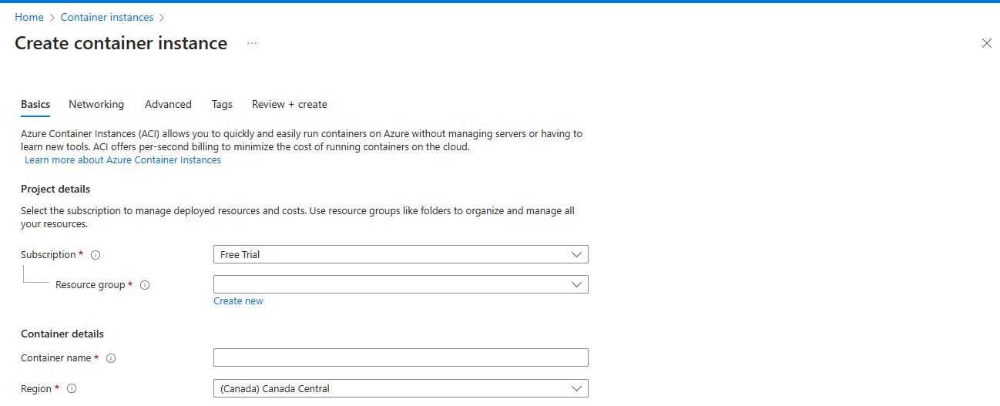 Home > Container instances >
Create container instance ...
Basics Networking Advanced Tags Review + create
Azure Container Instances (ACI) allows you to quickly and easily run containers on Azure without managing servers or having to
learn new tools. ACI offers per-second billing to minimize the cost of running containers on the cloud.
Learn more about Azure Container Instances
Project details
Select the subscription to manage deployed resources and costs. Use resource groups like folders to organize and manage all
your resources.
Subscription * Free Trial
Resource group *
Create new
Container details
Container name *
Region * (Canada) Canada Central